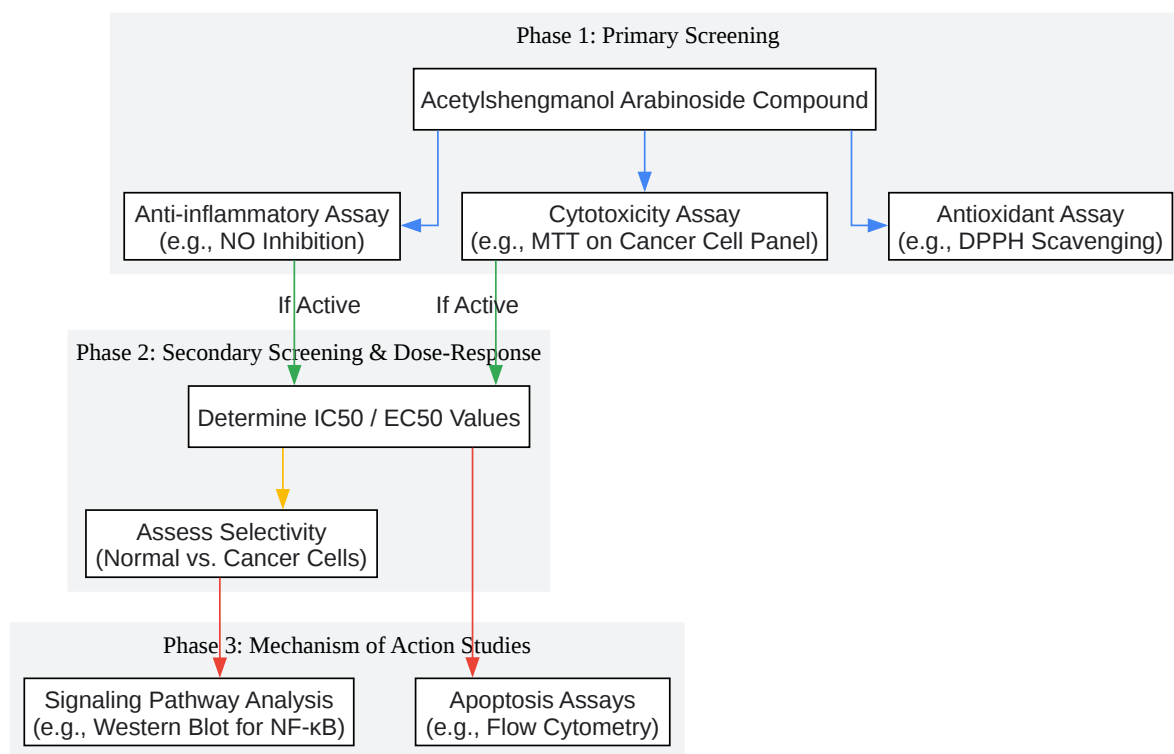 Phase 1: Primary Screening
Acetylshengmanol Arabinoside Compound
Anti-inflammatory Assay
(e.g., NO Inhibition)
Cytotoxicity Assay
(e.g., MTT on Cancer Cell Panel)
Antioxidant Assay
(e.g., DPPH Scavenging)
If Active
If Active
Phase 2: Secondary Screening & Dose-Response
Determine IC50 / EC50 Values
Assess Selectivity
(Normal vs. Cancer Cells)
Phase 3: Mechanism of Action Studies
Signaling Pathway Analysis
(e.g., Western Blot for NF-κB)
Apoptosis Assays
(e.g., Flow Cytometry)